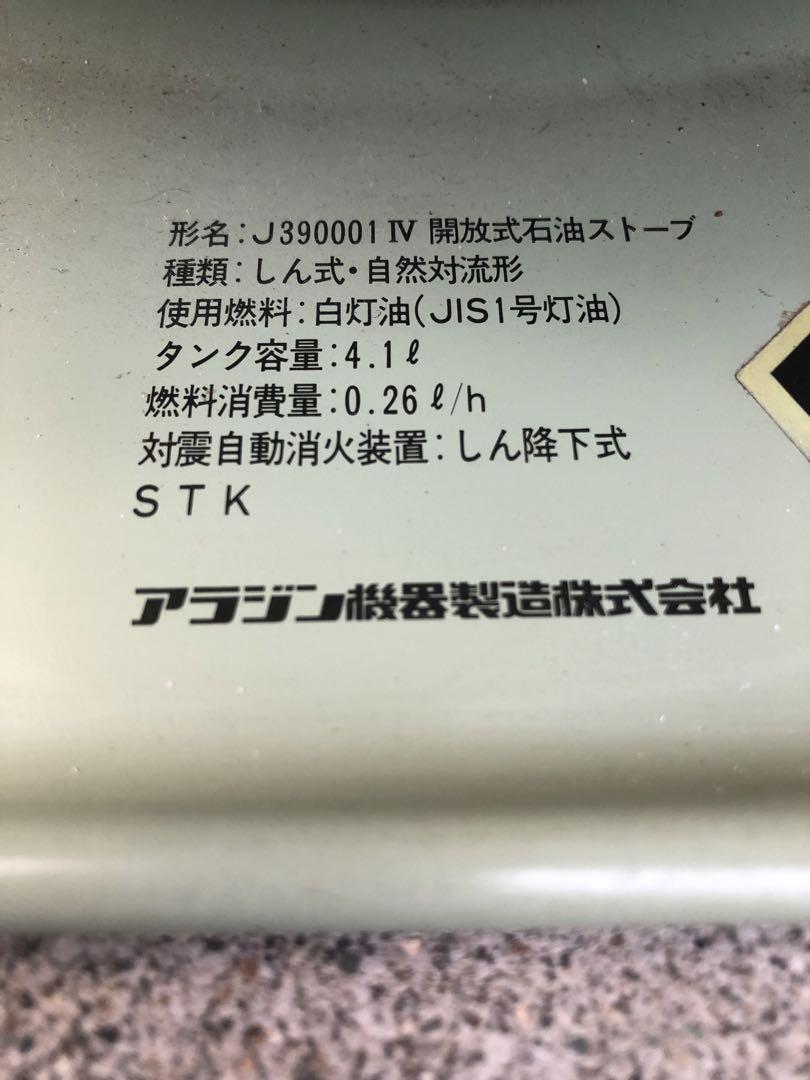 形名:J390001Ⅳ 開放式石油ストーブ
種類:しん式・自然対流形
使用燃料:白灯油(JIS1号灯油)
タンク容量:4.1ℓ
燃料消費量:0.26ℓ/h
対震自動消火装置:しん降下式
STK
アラジン機器製造株式会社